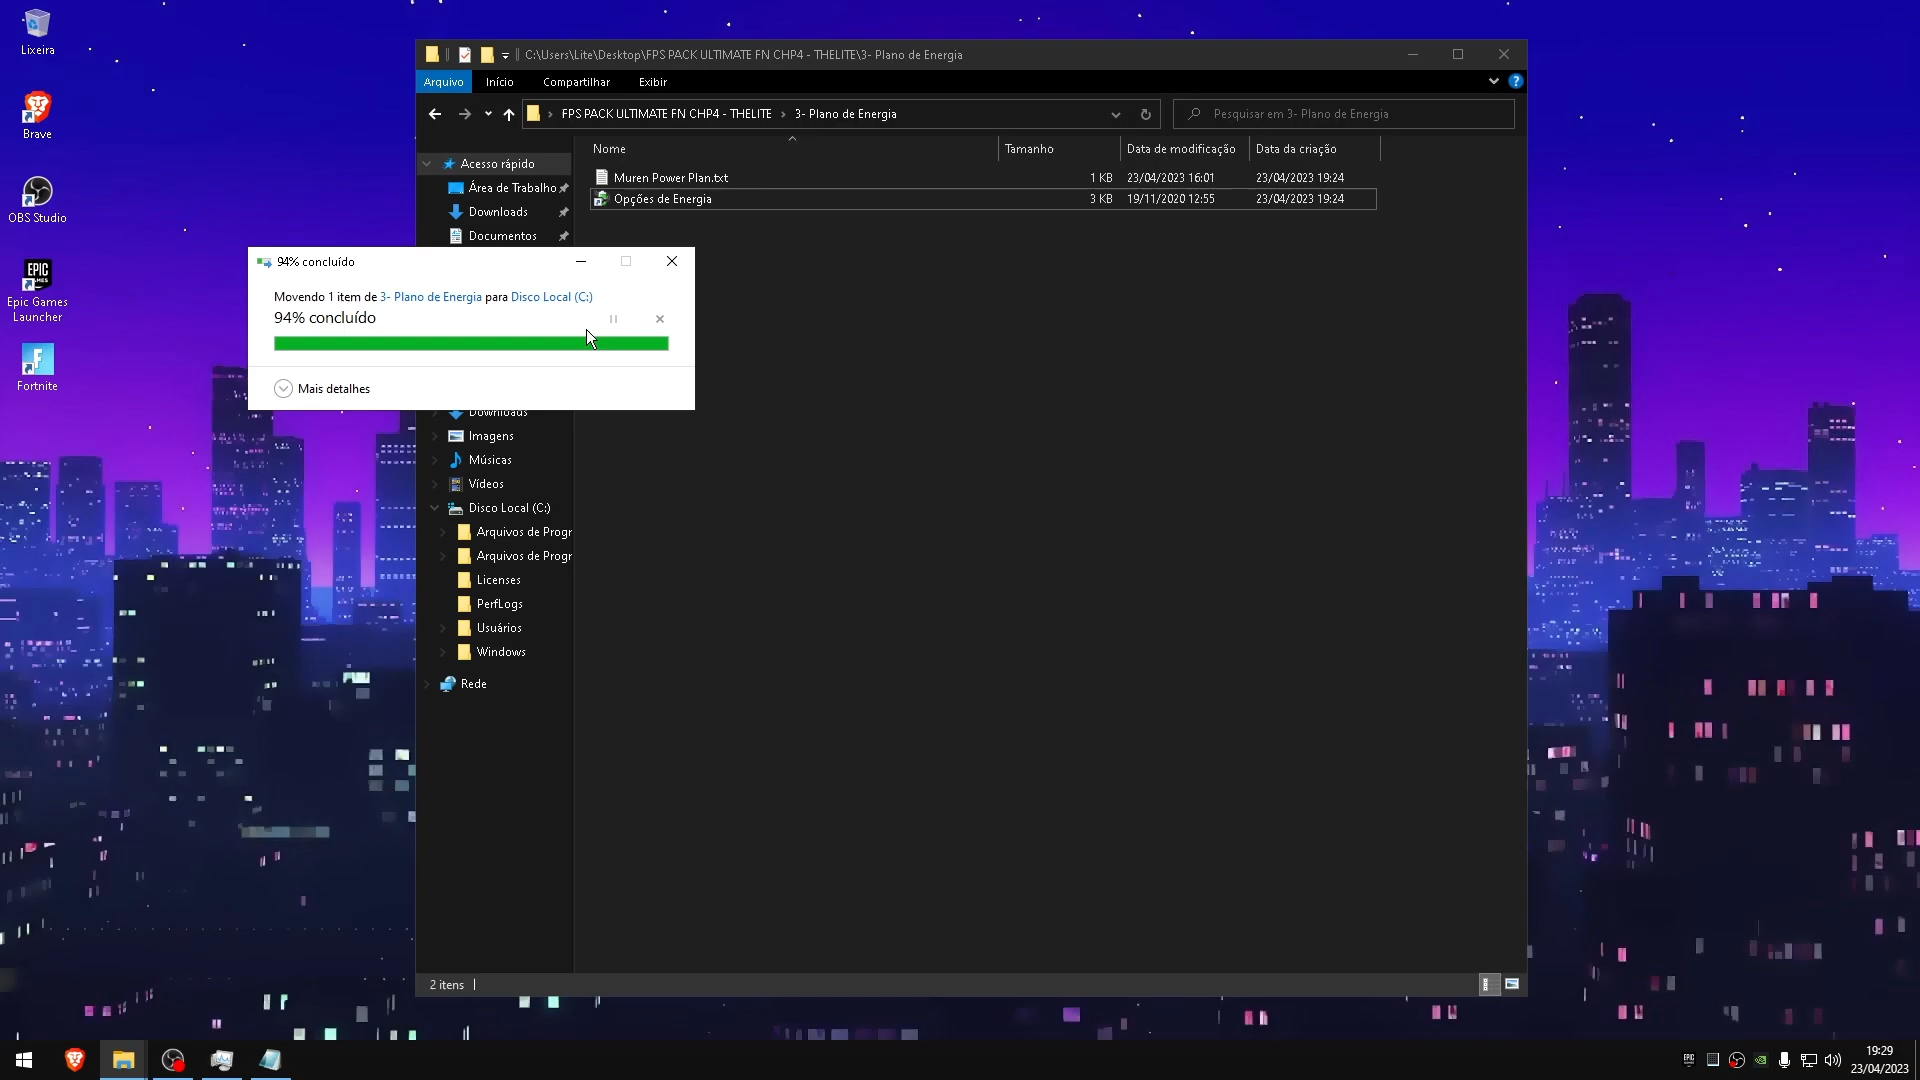 Lixeira
Brave
OBS Studio
EPIC
GAMES
Epic Games
Launcher
Fortnite
C:\Users\Lite\Desktop\FPS PACK ULTIMATE FN CHP4 - THELITE\3- Plano de Energia
Arquivo Início Compartilhar Exibir
FPS PACK ULTIMATE FN CHP4 - THELITE › 3- Plano de Energia
Pesquisar em 3- Plano de Energia
Nome Tamanho Data de modificação Data da criação
Muren Power Plan.txt 1 KB 23/04/2023 16:01 23/04/2023 19:24
Opções de Energia 3 KB 19/11/2020 12:55 23/04/2023 19:24
Acesso rápido
Área de Trabalho
Downloads
Documentos
94% concluído
Movendo 1 item de 3- Plano de Energia para Disco Local (C:)
94% concluído
Mais detalhes
Downloads
Imagens
Músicas
Vídeos
Disco Local (C:)
Arquivos de Progr
Arquivos de Progr
Licenses
PerfLogs
Usuários
Windows
Rede
2 itens
19:29
23/04/2023